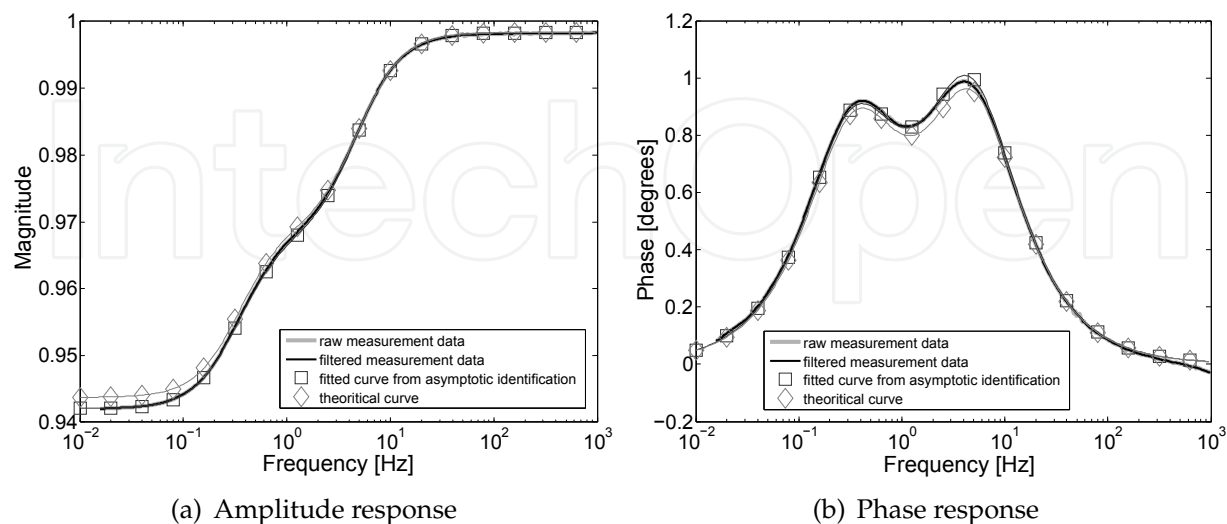 1
0.99
0.98
0.97
0.96
0.95
0.94
Magnitude
10^-2
10^-1
10^0
10^1
10^2
10^3
Frequency [Hz]
raw measurement data
filtered measurement data
fitted curve from asymptotic identification
theoritical curve
(a) Amplitude response
1.2
1
0.8
0.6
0.4
0.2
0
-0.2
Phase [degrees]
10^-2
10^-1
10^0
10^1
10^2
10^3
Frequency [Hz]
raw measurement data
filtered measurement data
fitted curve from asymptotic identification
theoritical curve
(b) Phase response
IntechOpen